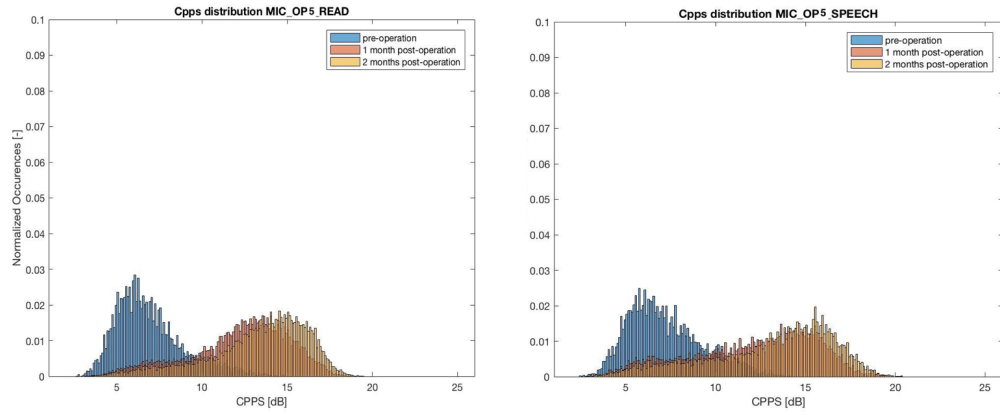 Cpps distribution MIC_OP5_READ
pre-operation
1 month post-operation
2 months post-operation
Normalized Occurences [-]
0.1
0.09
0.08
0.07
0.06
0.05
0.04
0.03
0.02
0.01
0
5
10
15
20
25
CPPS [dB]
Cpps distribution MIC_OP5_SPEECH
pre-operation
1 month post-operation
2 months post-operation
0.1
0.09
0.08
0.07
0.06
0.05
0.04
0.03
0.02
0.01
0
5
10
15
20
25
CPPS [dB]